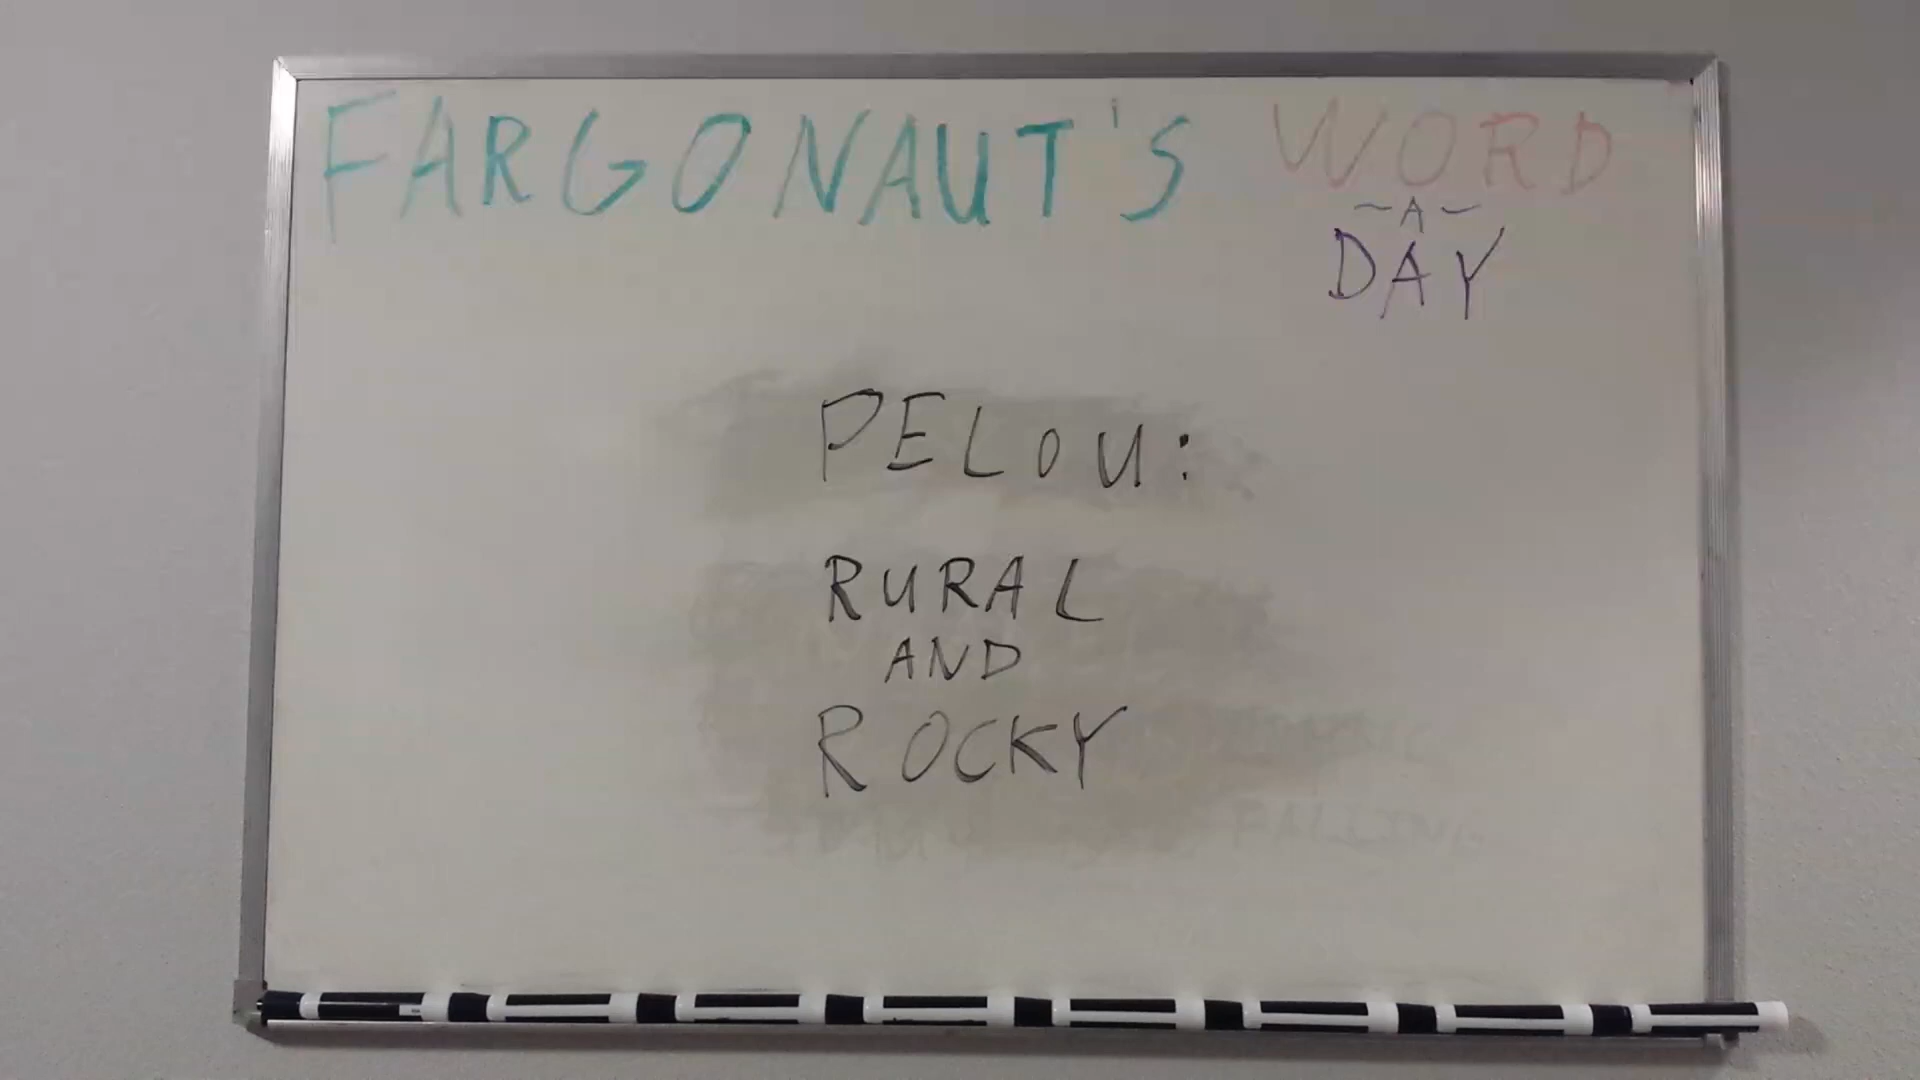 FARGONAUT'S WORD
~A~
DAY
PELOU:
RURAL
AND
ROCKY